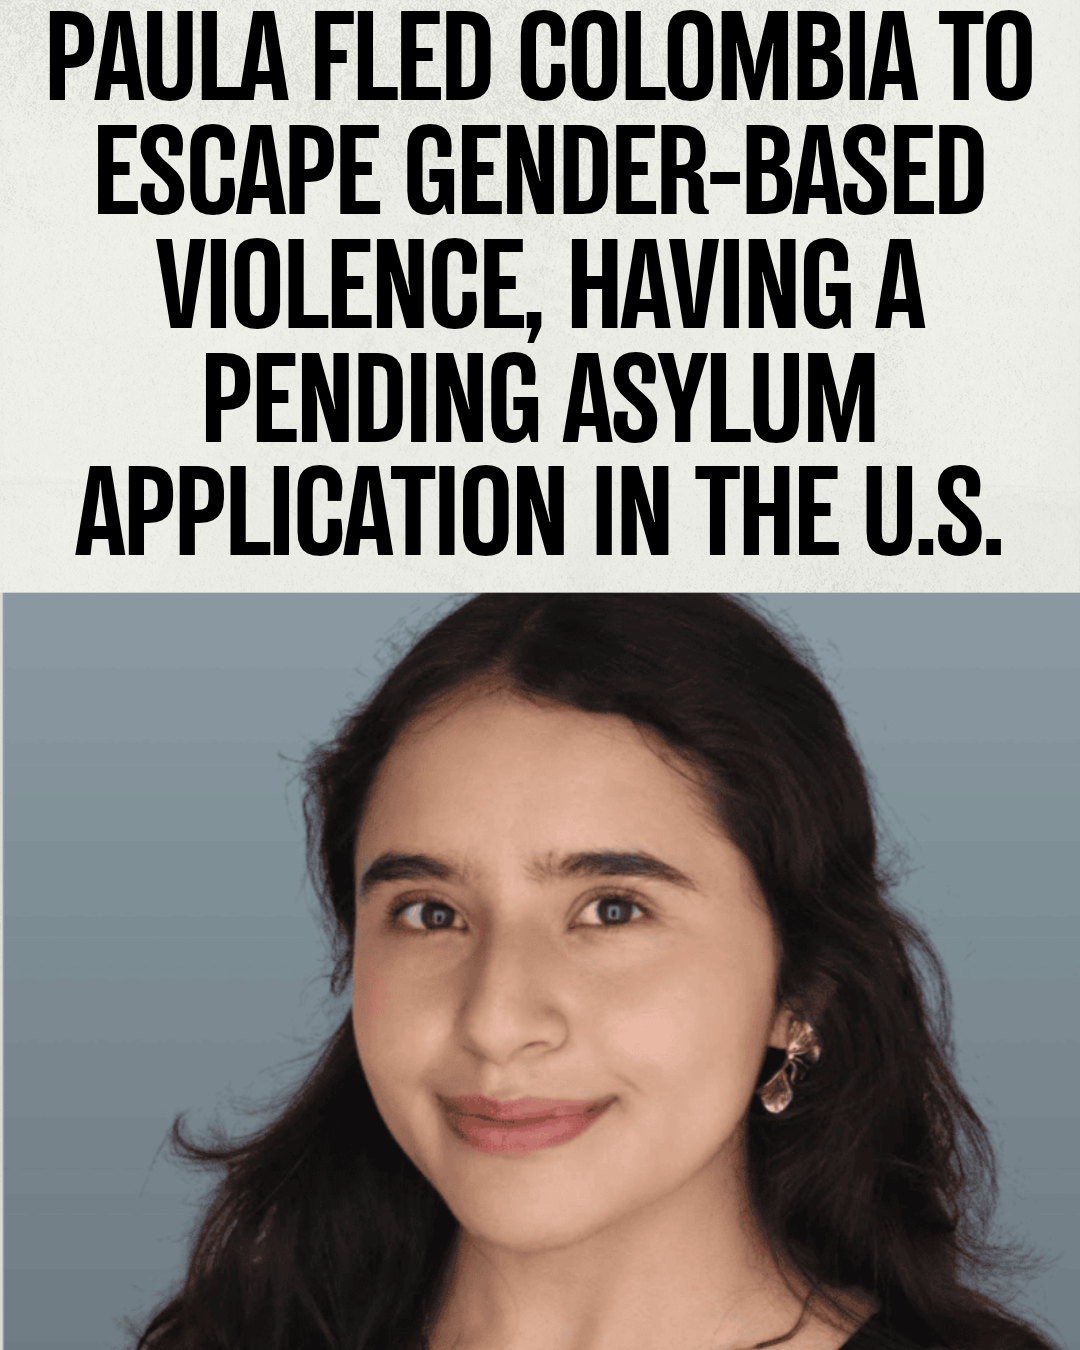 PAULA FLED COLOMBIA TO
ESCAPE GENDER-BASED
VIOLENCE, HAVING A
PENDING ASYLUM
APPLICATION IN THE U.S.